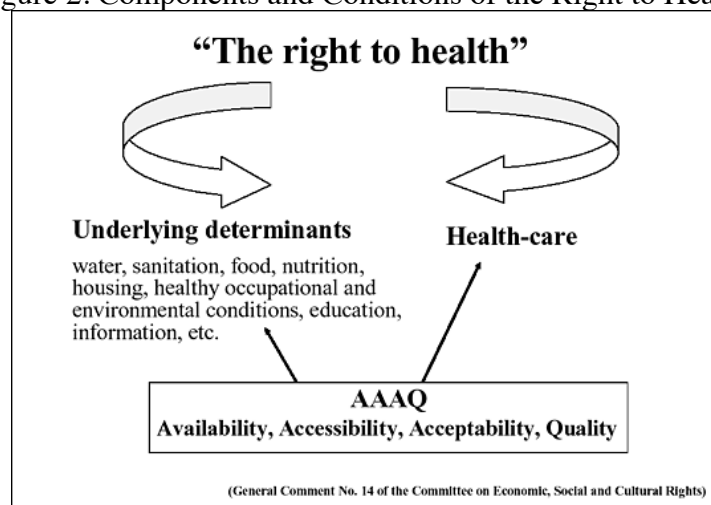 gure 2. Components and Conditions of the Right to Hea
“The right to health”
Underlying determinants
water, sanitation, food, nutrition,
housing, healthy occupational and
environmental conditions, education,
information, etc.
Health-care
AAAQ
Availability, Accessibility, Acceptability, Quality
(General Comment No. 14 of the Committee on Economic, Social and Cultural Rights)